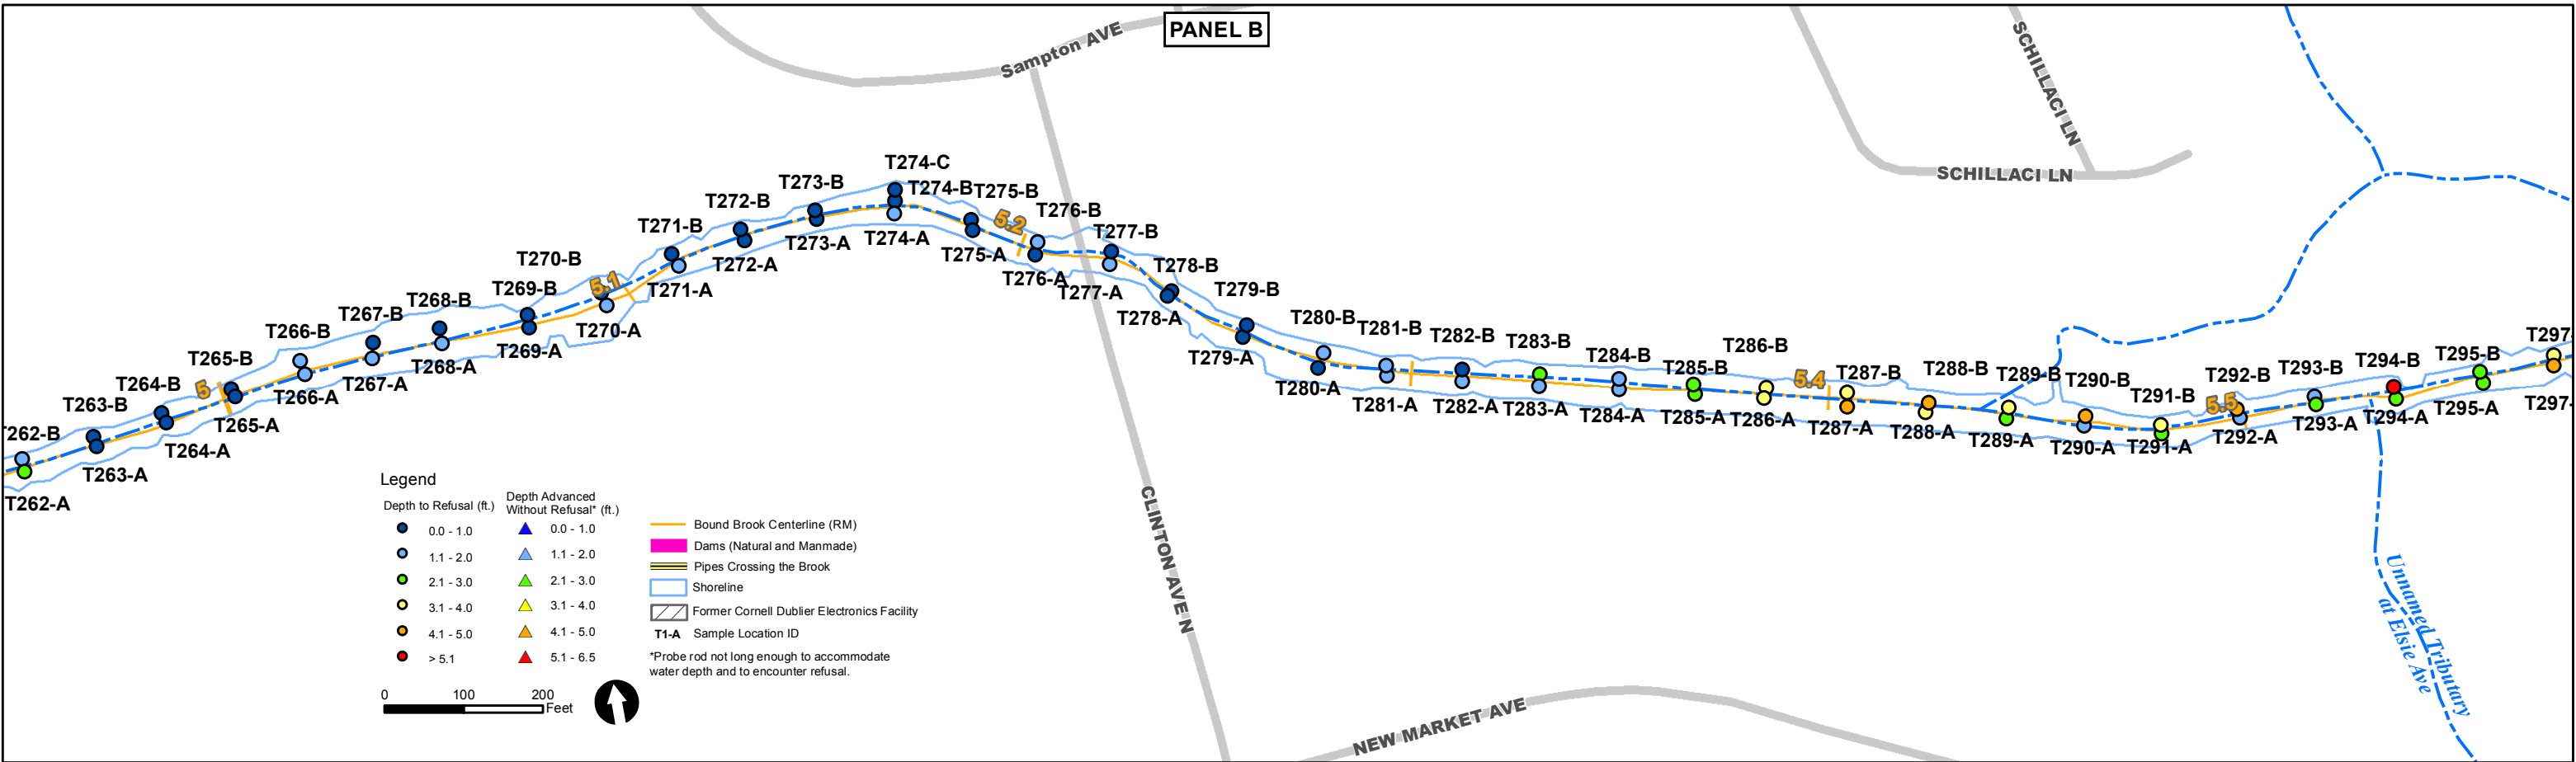 PANEL B
Sampton AVE
SCHILLACI LN
SCHILLACI LN
T274-C
T273-B
T274-B
T275-B
T272-B
5.2
T276-B
T271-B
T277-B
T273-A
T274-A
T275-A
T270-B
T272-A
T276-A
T278-B
5.1
T271-A
T277-A
T269-B
T279-B
T268-B
T278-A
T267-B
T270-A
T280-B
T266-B
T269-A
T281-B
T282-B
T283-B
T265-B
T268-A
T279-A
T284-B
T286-B
T297-
T264-B
5
T267-A
T280-A
T285-B
5.4
T287-B
T288-B
T289-B
T290-B
T291-B
T292-B
T293-B
T294-B
T295-B
T263-B
T266-A
T281-A
T282-A
T283-A
T284-A
T285-A
T286-A
5.5
T295-A
T297-
262-B
T265-A
T287-A
T288-A
T289-A
T290-A
T291-A
T292-A
T293-A
T294-A
T264-A
T263-A
T262-A
CLINTON AVE N
NEW MARKET AVE
Unnamed Tributary
at Elsie Ave
Legend
Depth to Refusal (ft.)
0.0 - 1.0
1.1 - 2.0
2.1 - 3.0
3.1 - 4.0
4.1 - 5.0
> 5.1
Depth Advanced
Without Refusal* (ft.)
0.0 - 1.0
1.1 - 2.0
2.1 - 3.0
3.1 - 4.0
4.1 - 5.0
5.1 - 6.5
Bound Brook Centerline (RM)
Dams (Natural and Manmade)
Pipes Crossing the Brook
Shoreline
Former Cornell Dublier Electronics Facility
T1-A Sample Location ID
*Probe rod not long enough to accommodate
water depth and to encounter refusal.
0 100 200
Feet